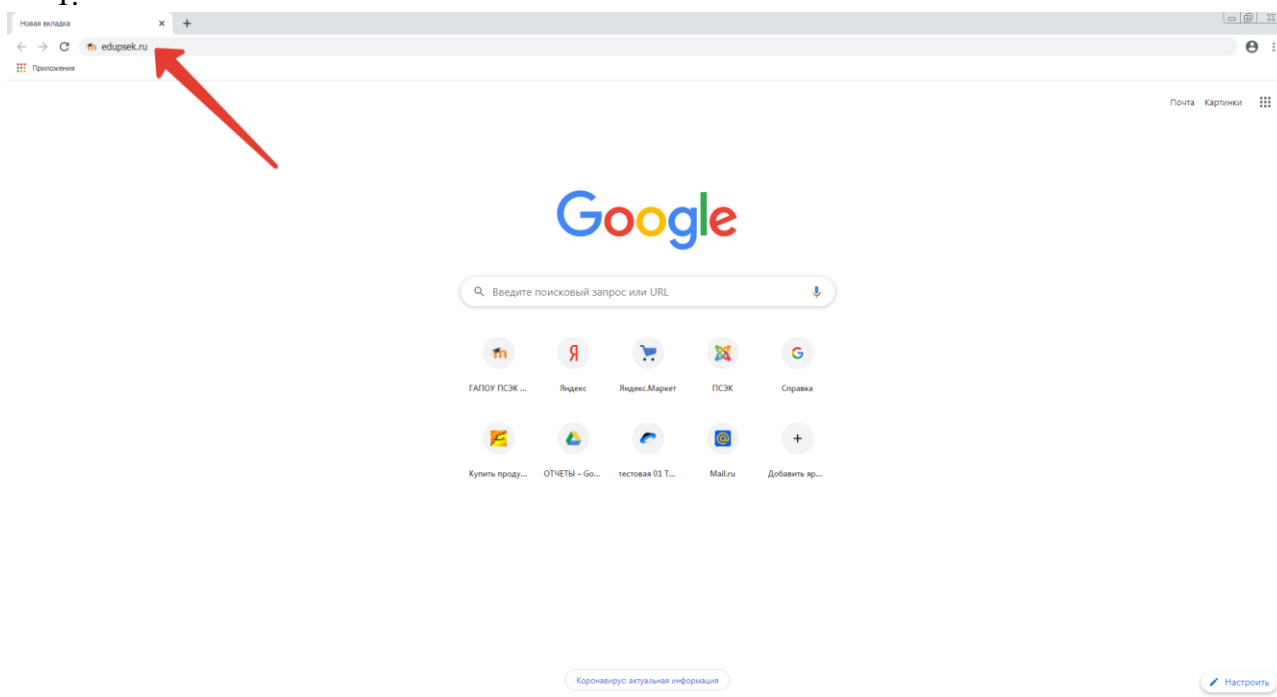 1.
Новая вкладка
edupsek.ru
Приложения
Почта Картинки
Google
Введите поисковый запрос или URL
ГАПОУ ПСЭК ... Яндекс Яндекс.Маркет ПСЭК Справка
Купить проду... ОТЧЕТЫ – Go... тестовая 01 Т... Mail.ru Добавить яр...
Коронавирус: актуальная информация
Настроить